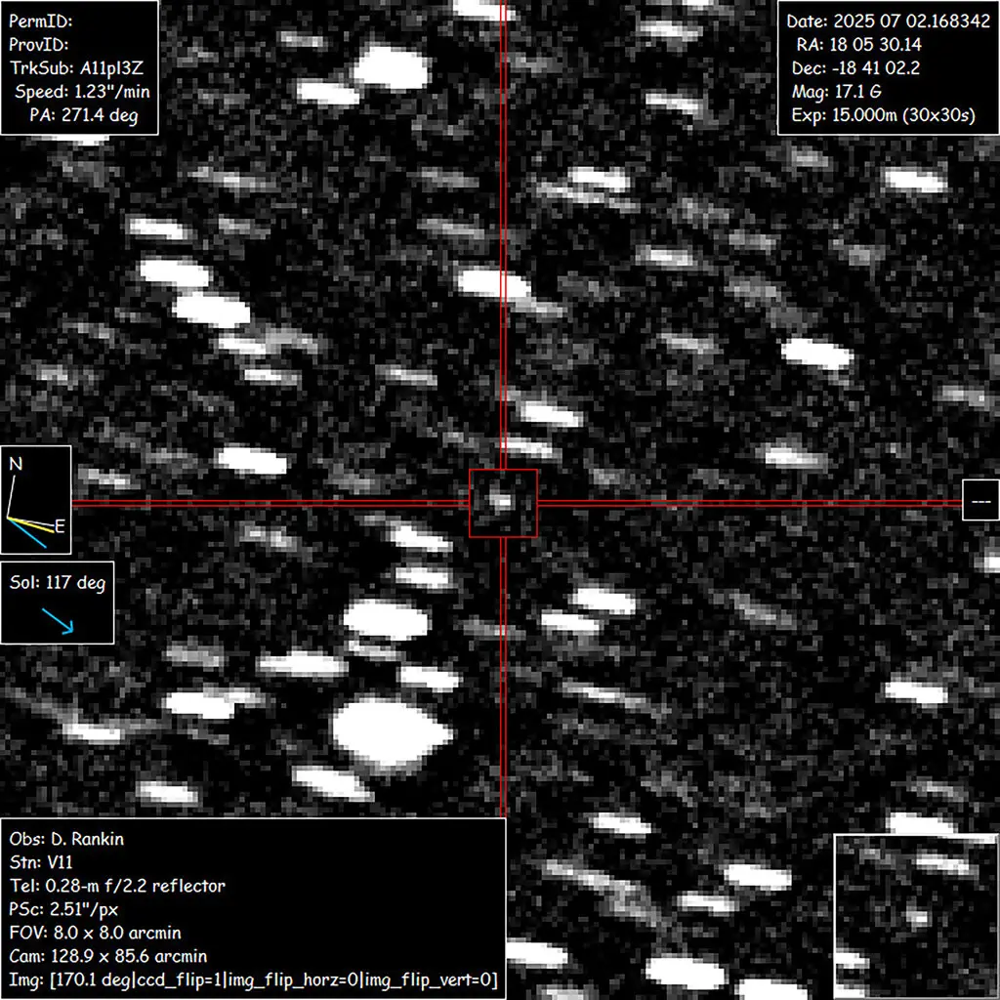 PermID:
ProvID:
TrkSub: A11pl3Z
Speed: 1.23"/min
PA: 271.4 deg
Date: 2025 07 02.168342
RA: 18 05 30.14
Dec: -18 41 02.2
Mag: 17.1 G
Exp: 15.000m (30x30s)
N
E
---
Sol: 117 deg
Obs: D. Rankin
Stn: V11
Tel: 0.28-m f/2.2 reflector
PSc: 2.51"/px
FOV: 8.0 x 8.0 arcmin
Cam: 128.9 x 85.6 arcmin
Img: [170.1 deg|ccd_flip=1|img_flip_horz=0|img_flip_vert=0]